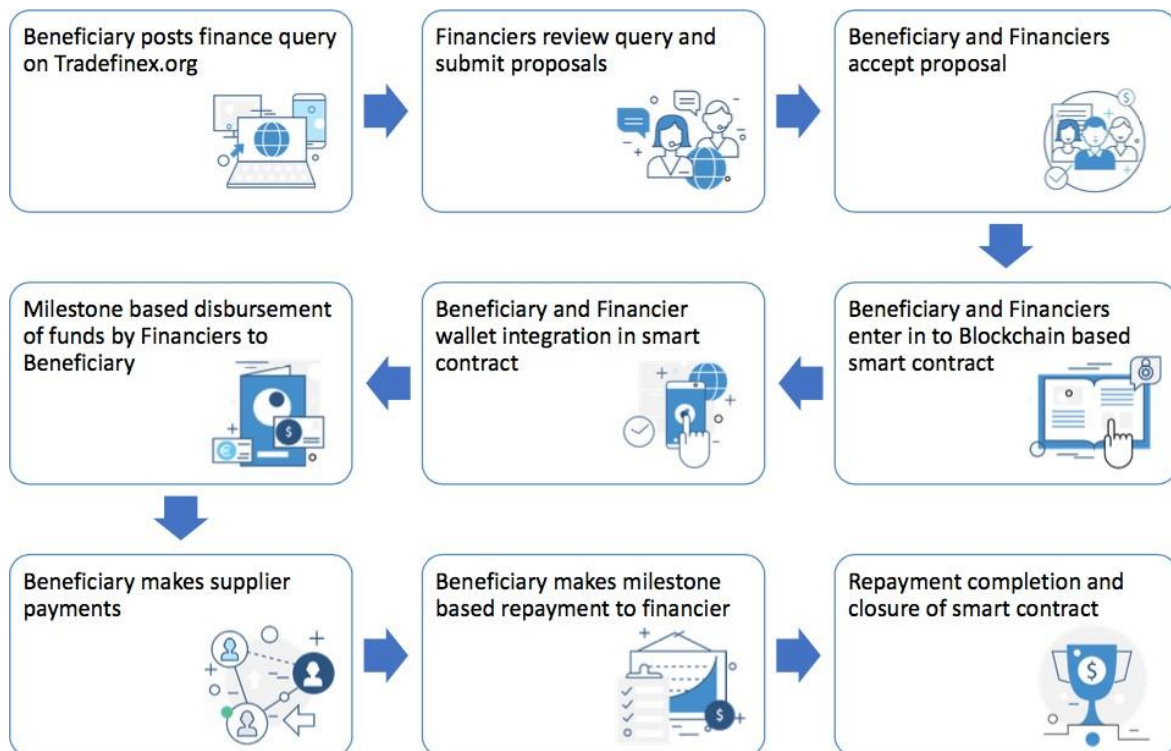 Beneficiary posts finance query
on Tradefinex.org
Financiers review query and
submit proposals
Beneficiary and Financiers
accept proposal
Beneficiary and Financiers
enter in to Blockchain based
smart contract
Beneficiary and Financier
wallet integration in smart
contract
Milestone based disbursement
of funds by Financiers to
Beneficiary
Beneficiary makes supplier
payments
Beneficiary makes milestone
based repayment to financier
Repayment completion and
closure of smart contract